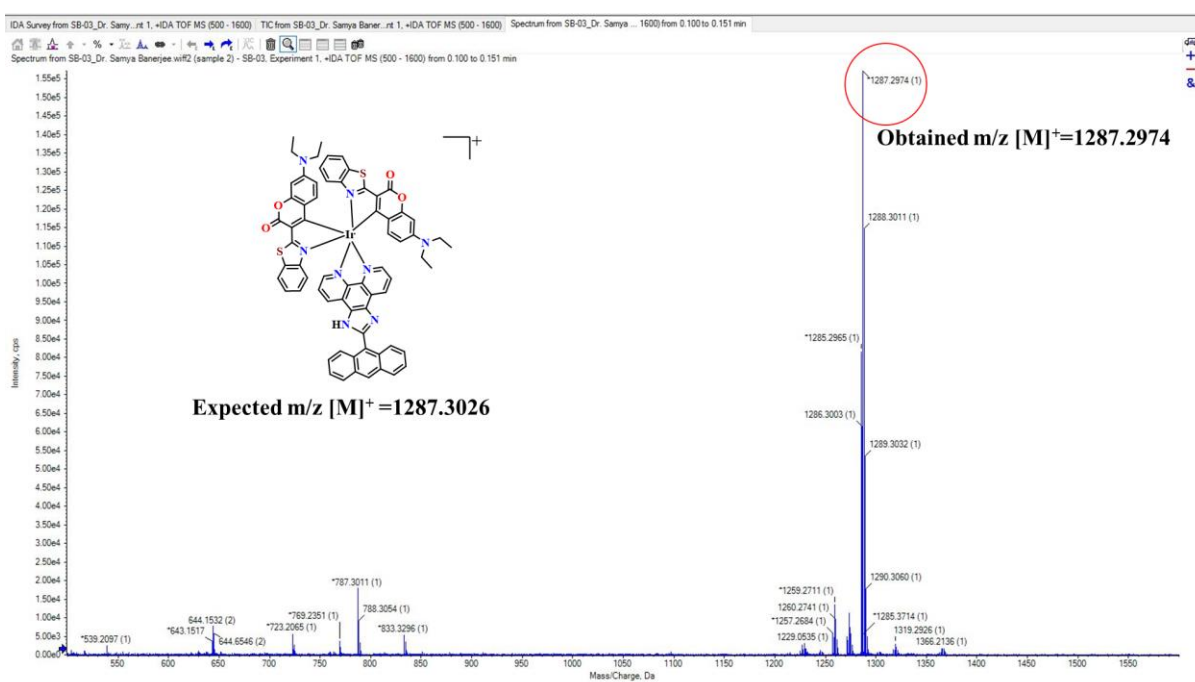 IDA Survey from SB-03_Dr. Samy...nt 1, +IDA TOF MS (500 - 1600)
TIC from SB-03_Dr. Samya Baner...nt 1, +IDA TOF MS (500 - 1600)
Spectrum from SB-03_Dr. Samya ... 1600) from 0.100 to 0.151 min
Spectrum from SB-03_Dr. Samya Banerjee.wiff2 (sample 2) - SB-03, Experiment 1, +IDA TOF MS (500 - 1600) from 0.100 to 0.151 min
*1287.2974 (1)
Obtained m/z [M]+=1287.2974
1288.3011 (1)
*1285.2965 (1)
1286.3003 (1)
1289.3032 (1)
1290.3060 (1)
*1285.3714 (1)
1319.2926 (1)
1366.2136 (1)
*1259.2711 (1)
1260.2741 (1)
*1257.2684 (1)
1229.0535 (1)
*787.3011 (1)
788.3054 (1)
*769.2351 (1)
*723.2065 (1)
*833.3296 (1)
644.1532 (2)
*643.1517
644.6546 (2)
*539.2097 (1)
+
N
S
O
O
N
O
O
Ir
N
S
N
N
N
HN
N
Expected m/z [M]+ =1287.3026
Intensity, cps
1.55e5
1.50e5
1.45e5
1.40e5
1.35e5
1.30e5
1.25e5
1.20e5
1.15e5
1.10e5
1.05e5
1.00e5
9.50e4
9.00e4
8.50e4
8.00e4
7.50e4
7.00e4
6.50e4
6.00e4
5.50e4
5.00e4
4.50e4
4.00e4
3.50e4
3.00e4
2.50e4
2.00e4
1.50e4
1.00e4
5.00e3
0.00e0
550 600 650 700 750 800 850 900 950 1000 1050 1100 1150 1200 1250 1300 1350 1400 1450 1500 1550
Mass/Charge, Da